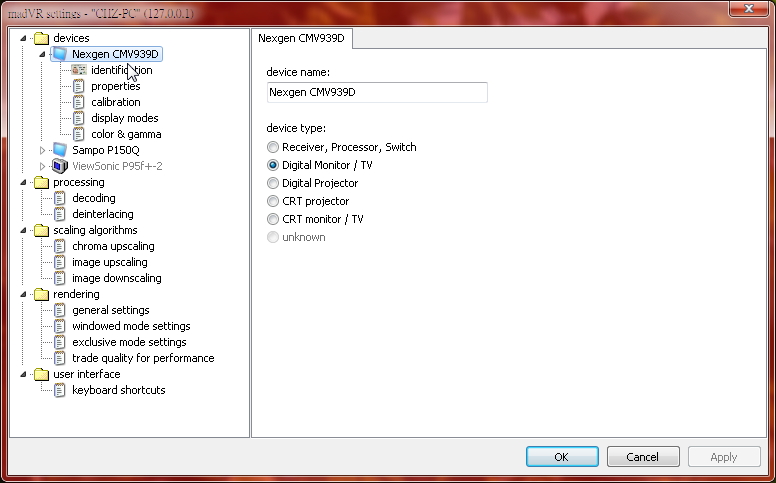 madVR settings - "CHZ-PC" (127.0.0.1)
devices
Nexgen CMV939D
identification
properties
calibration
display modes
color & gamma
Sampo P150Q
ViewSonic P95f+-2
processing
decoding
deinterlacing
scaling algorithms
chroma upscaling
image upscaling
image downscaling
rendering
general settings
windowed mode settings
exclusive mode settings
trade quality for performance
user interface
keyboard shortcuts
Nexgen CMV939D
device name:
Nexgen CMV939D
device type:
Receiver, Processor, Switch
Digital Monitor / TV
Digital Projector
CRT projector
CRT monitor / TV
unknown
OK Cancel Apply